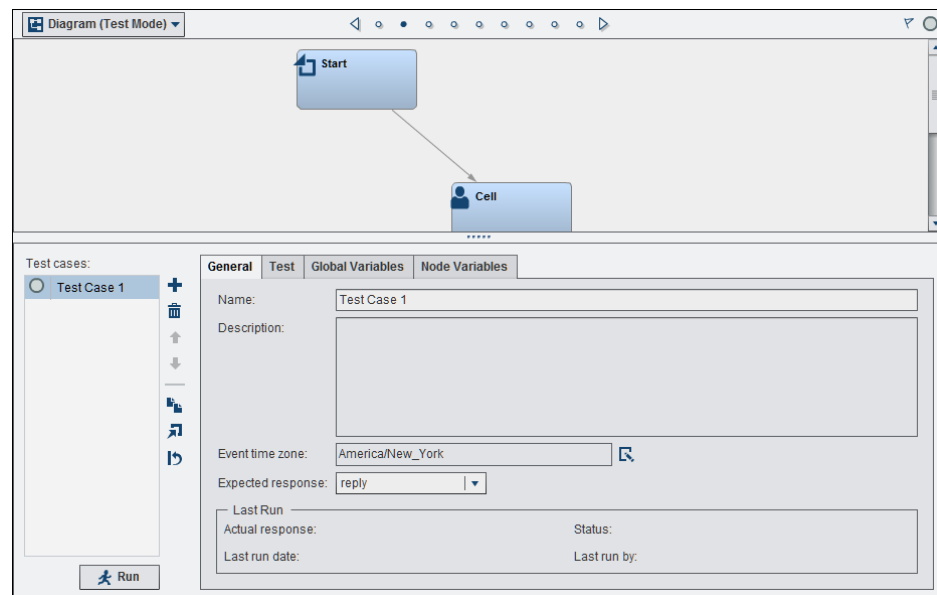 Diagram (Test Mode)
Start
Cell
Test cases:
Test Case 1
Run
General Test Global Variables Node Variables
Name: Test Case 1
Description:
Event time zone: America/New_York
Expected response: reply
Last Run
Actual response: Status:
Last run date: Last run by: